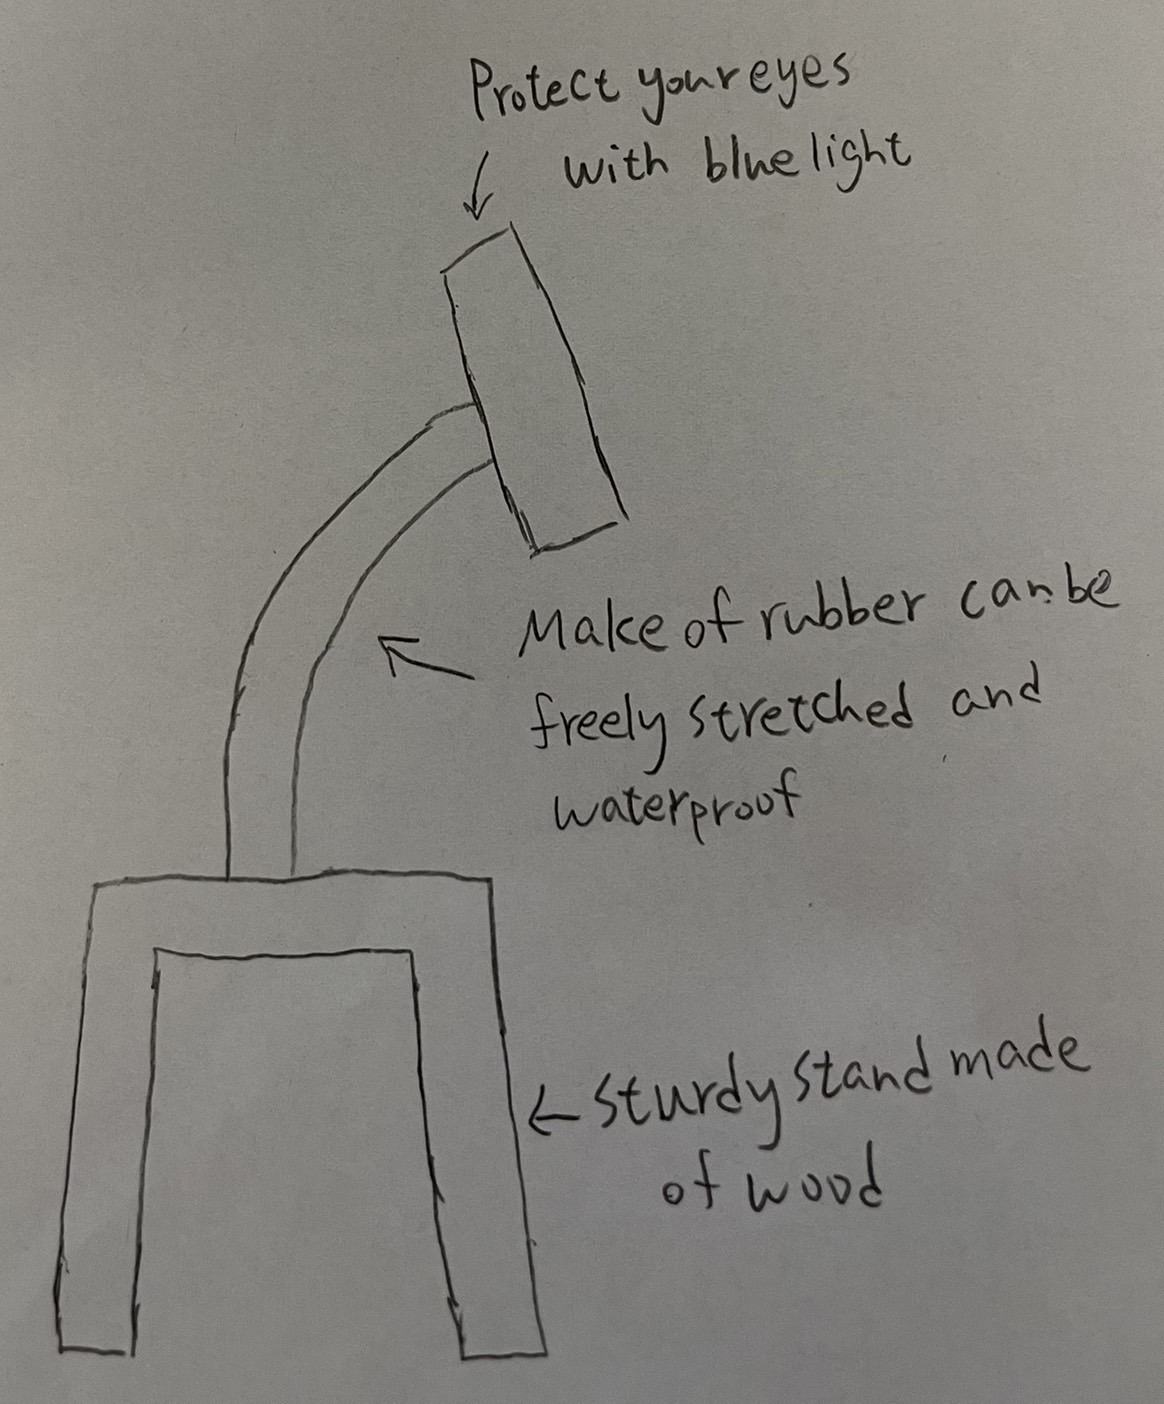 Protect your eyes
with blue light
Make of rubber can be
freely stretched and
waterproof
sturdy stand made
of wood